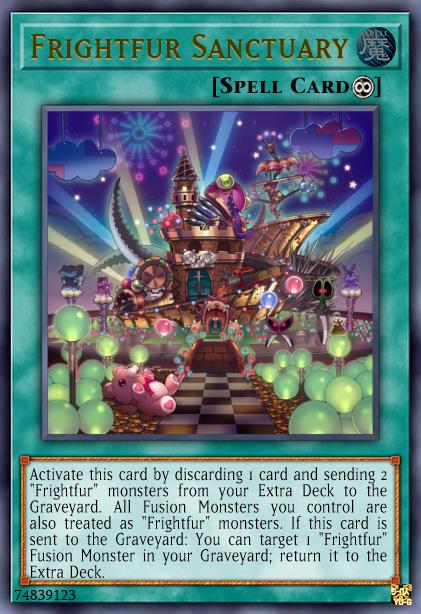 Frightfur Sanctuary
魔
[Spell Card]
Activate this card by discarding 1 card and sending 2
"Frightfur" monsters from your Extra Deck to the
Graveyard. All Fusion Monsters you control are
also treated as "Frightfur" monsters. If this card is
sent to the Graveyard: You can target 1 "Frightfur"
Fusion Monster in your Graveyard; return it to the
Extra Deck.
74839123